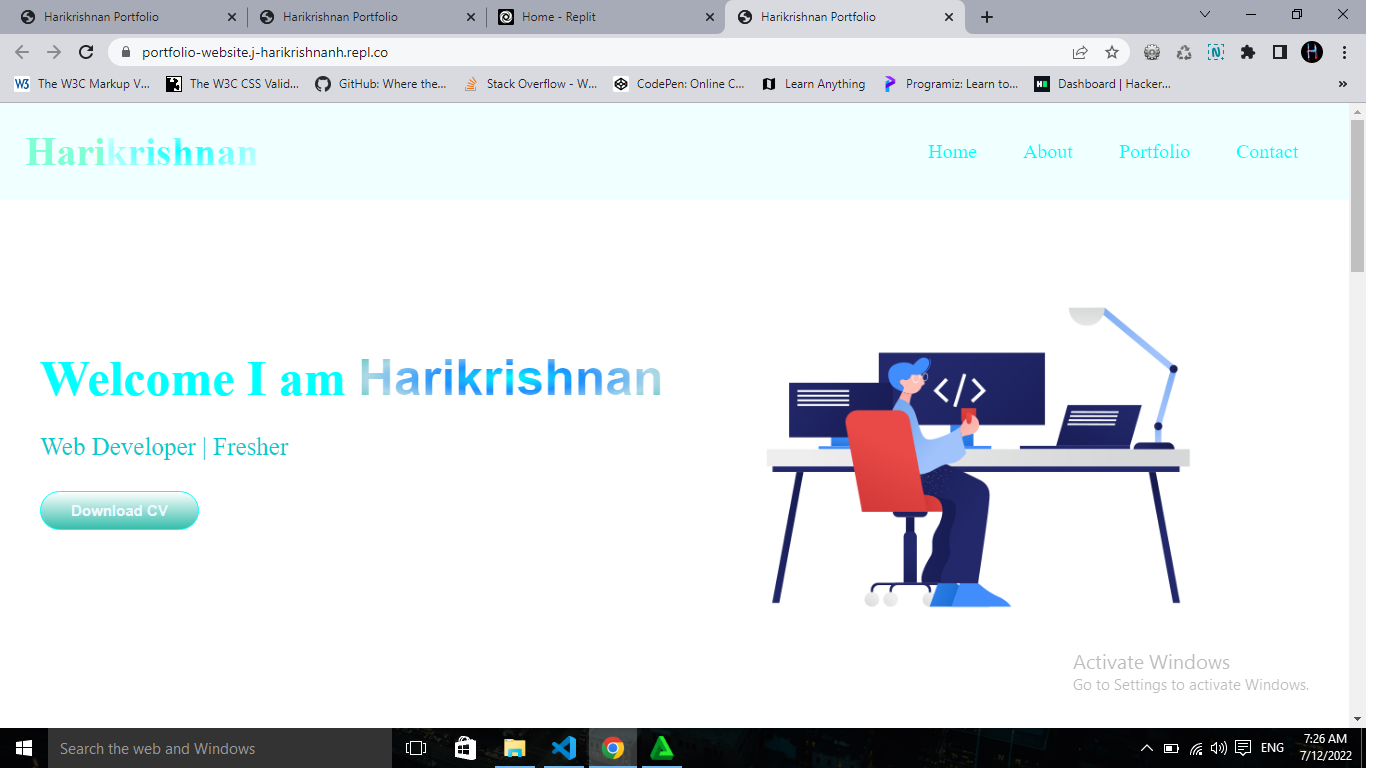 Harikrishnan Portfolio Harikrishnan Portfolio Home - Replit Harikrishnan Portfolio
portfolio-website.j-harikrishnanh.repl.co
The W3C Markup V... The W3C CSS Valid... GitHub: Where the... Stack Overflow - W... CodePen: Online C... Learn Anything Programiz: Learn to... Dashboard | Hacker... »
Harikrishnan Home About Portfolio Contact
Welcome I am Harikrishnan
</>
Web Developer | Fresher
Download CV
Activate Windows
Go to Settings to activate Windows.
Search the web and Windows ENG 7:26 AM
7/12/2022